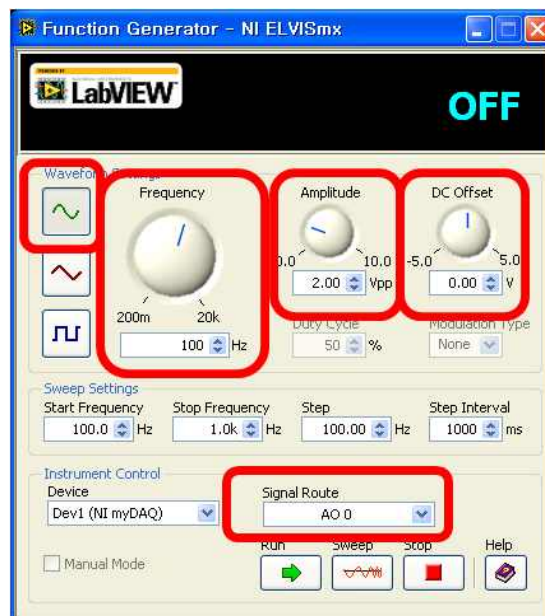 Function Generator - NI ELVISmx
POWERED BY
LabVIEW
OFF
Waveform Settings
Frequency
Amplitude
DC Offset
0.0 10.0 -5.0 5.0
2.00 Vpp 0.00 V
200m 20k
Duty Cycle Modulation Type
100 Hz 50 % None
Sweep Settings
Start Frequency Stop Frequency Step Step Interval
100.0 Hz 1.0k Hz 100.00 Hz 1000 ms
Instrument Control
Device Signal Route
Dev1 (NI myDAQ) AO 0
Run Sweep Stop Help
Manual Mode